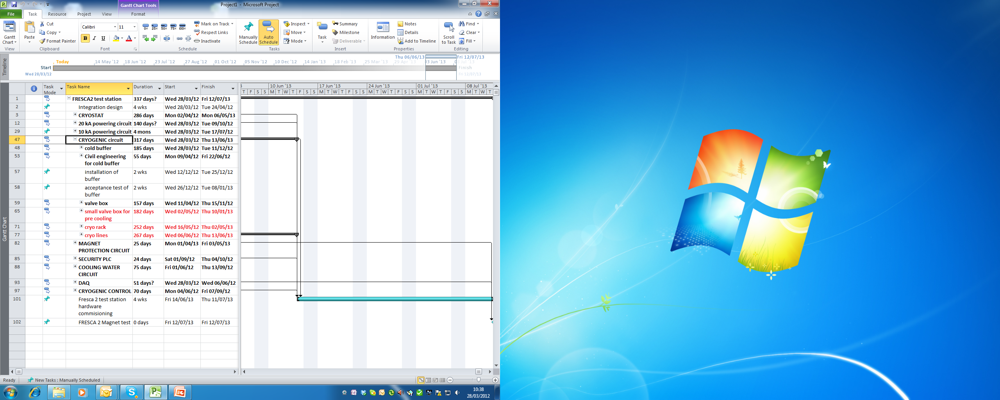 Gantt Chart Tools
Project1 - Microsoft Project
File Task Resource Project View Format
Gantt Chart
View
Paste
Cut
Copy
Format Painter
Clipboard
Calibri 11
B I U A
Font
0% 25% 50% 75% 100%
Mark on Track
Respect Links
Inactivate
Schedule
Manually Schedule
Auto Schedule
Inspect
Move
Mode
Tasks
Task
Summary
Milestone
Deliverable
Insert
Information
Notes
Details
Add to Timeline
Properties
Scroll to Task
Find
Clear
Fill
Editing
Timeline
Thu 06/06/13 Fri 12/07/13
Today 14 May '12 18 Jun '12 23 Jul '12 27 Aug '12 01 Oct '12 05 Nov '12 10 Dec '12 14 Jan '13 18 Feb '13 25 Mar '13 29 Apr '13 03 Jun '13
Start
Wed 28/03/12
Finish
Fri 12/07/13
Gantt Chart
Task Mode Task Name Duration Start Finish
10 Jun '13 17 Jun '13 24 Jun '13 01 Jul '13 08 Jul '13
T F S S M T W T F S S M T W T F S S M T W T F S S M T W T F S S M T W T
1 FRESCA2 test station 337 days? Wed 28/03/12 Fri 12/07/13
2 Integration design 4 wks Wed 28/03/12 Tue 24/04/12
3 CRYOSTAT 286 days Mon 02/04/12 Mon 06/05/13
12 20 kA powering circuit 140 days? Wed 28/03/12 Tue 09/10/12
29 10 kA powering circuit 4 mons Wed 28/03/12 Tue 17/07/12
47 CRYOGENIC circuit 317 days Wed 28/03/12 Thu 13/06/13
48 cold buffer 185 days Wed 28/03/12 Tue 11/12/12
53 Civil engineering 55 days Mon 09/04/12 Fri 22/06/12
for cold buffer
57 installation of 2 wks Wed 12/12/12 Tue 25/12/12
buffer
58 acceptance test of 2 wks Wed 26/12/12 Tue 08/01/13
buffer
59 valve box 157 days Wed 11/04/12 Thu 15/11/12
65 small valve box for 182 days Wed 02/05/12 Thu 10/01/13
pre cooling
71 cryo rack 252 days Wed 16/05/12 Thu 02/05/13
77 cryo lines 267 days Wed 06/06/12 Thu 13/06/13
82 MAGNET 25 days Mon 01/04/13 Fri 03/05/13
PROTECTION CIRCUIT
85 SECURITY PLC 24 days Sat 01/09/12 Thu 04/10/12
88 COOLING WATER 75 days Fri 01/06/12 Thu 13/09/12
CIRCUIT
93 DAQ 51 days? Wed 28/03/12 Wed 06/06/12
97 CRYOGENIC CONTROL 70 days Mon 04/06/12 Fri 07/09/12
101 Fresca 2 test station 4 wks Fri 14/06/13 Thu 11/07/13
hardware
commisioning
102 FRESCA 2 Magnet test 0 days Fri 12/07/13 Fri 12/07/13
Ready New Tasks : Manually Scheduled
10:38
28/03/2012